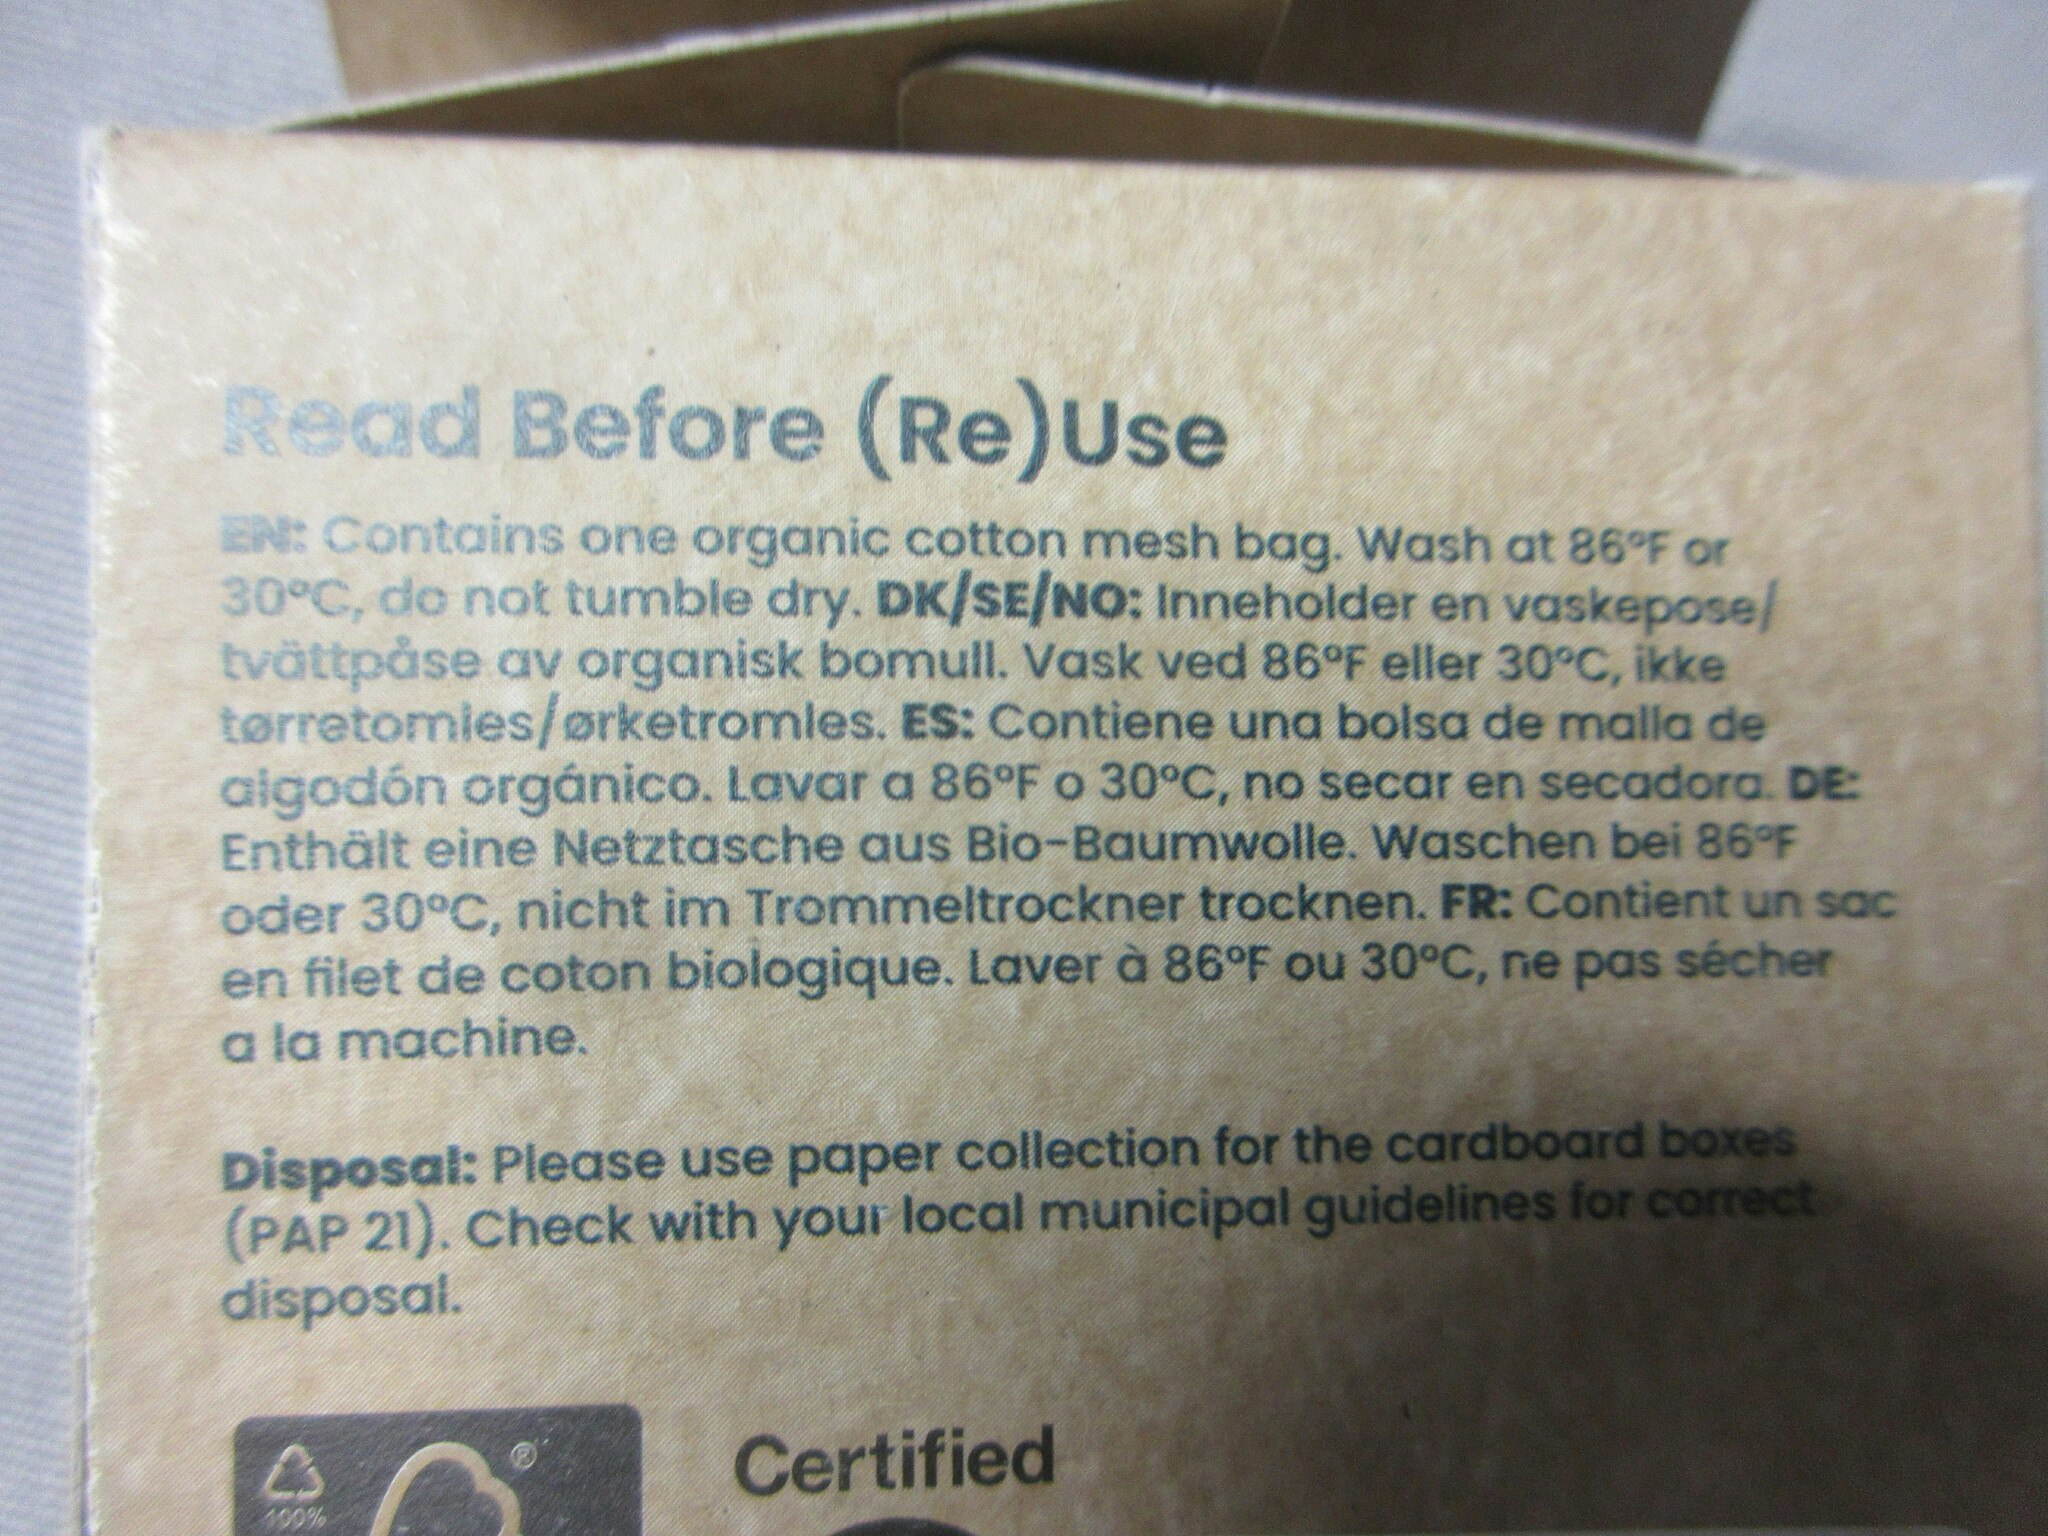 Read Before (Re)Use
EN: Contains one organic cotton mesh bag. Wash at 86°F or
30°C, do not tumble dry. DK/SE/NO: Inneholder en vaskepose/
tvättpåse av organisk bomull. Vask ved 86°F eller 30°C, ikke
tørretomles/ørketromles. ES: Contiene una bolsa de malla de
algodón orgánico. Lavar a 86°F o 30°C, no secar en secadora. DE:
Enthält eine Netztasche aus Bio-Baumwolle. Waschen bei 86°F
oder 30°C, nicht im Trommeltrockner trocknen. FR: Contient un sac
en filet de coton biologique. Laver à 86°F ou 30°C, ne pas sécher
a la machine.
Disposal: Please use paper collection for the cardboard boxes
(PAP 21). Check with your local municipal guidelines for correct
disposal.
®
100%
Certified